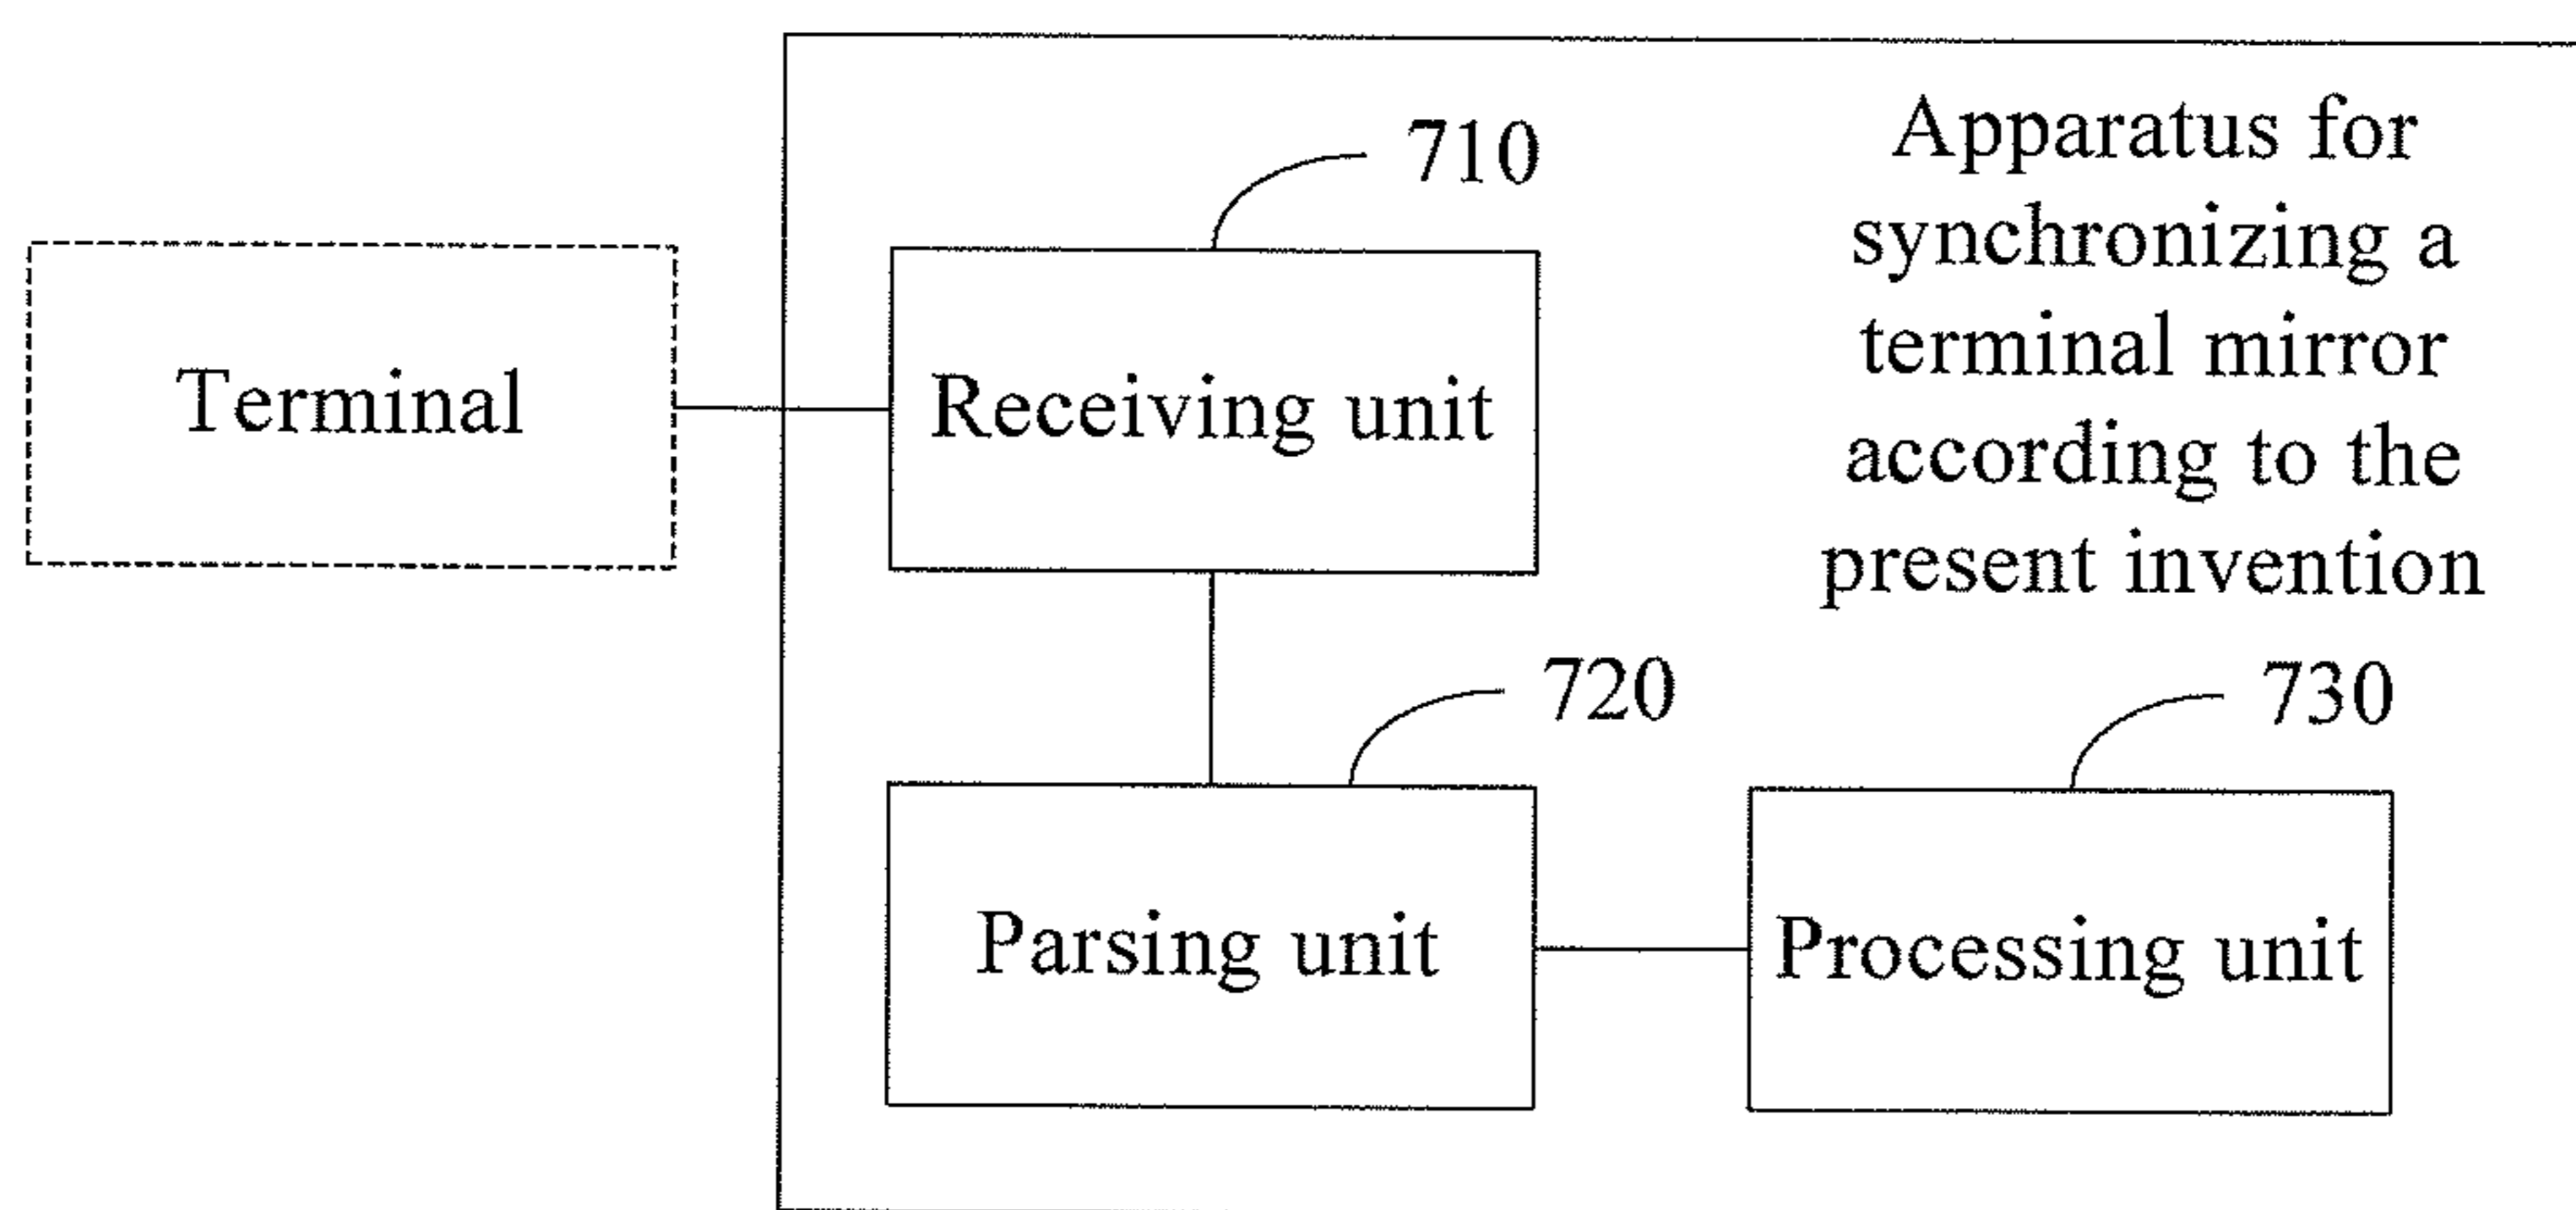 710
Apparatus for
synchronizing a
terminal mirror
according to the
present invention
Terminal
Receiving unit
720
730
Parsing unit
Processing unit